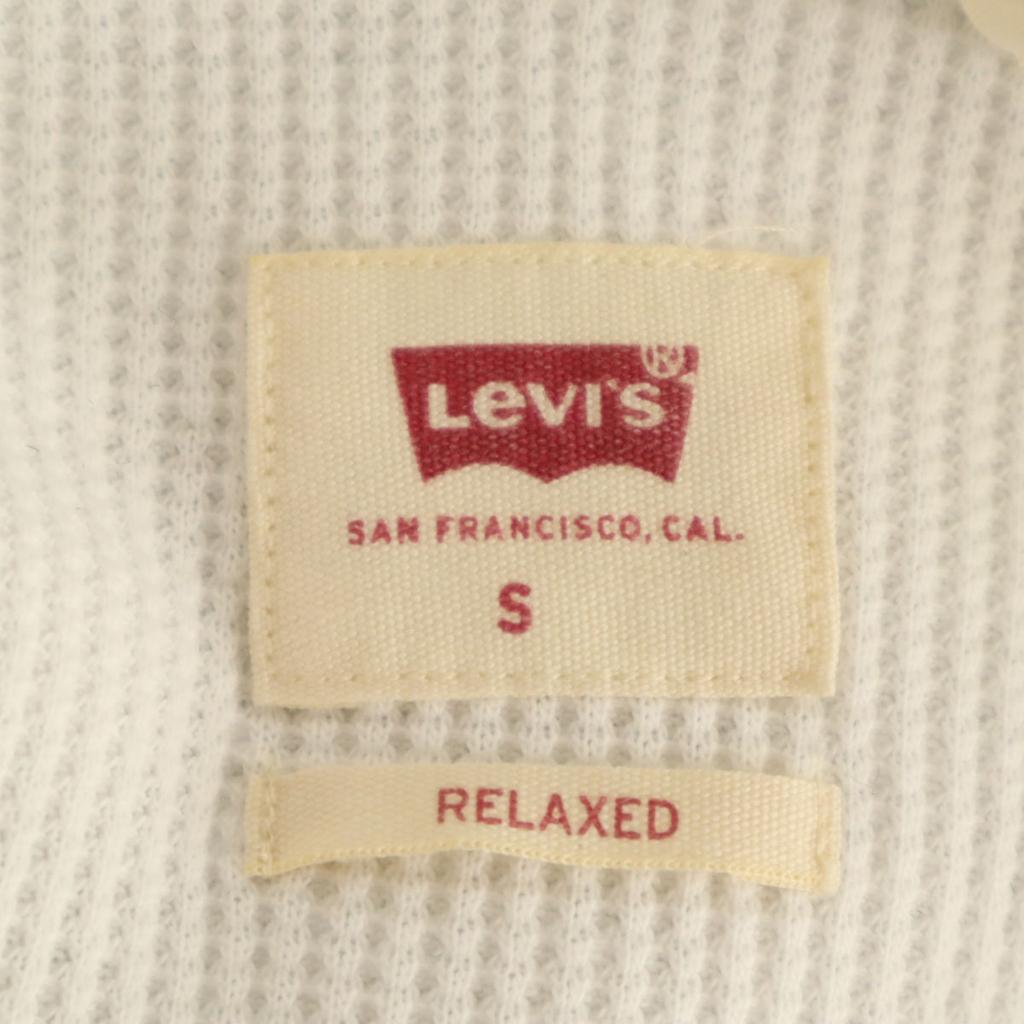 Levi's®
SAN FRANCISCO, CAL.
S
RELAXED